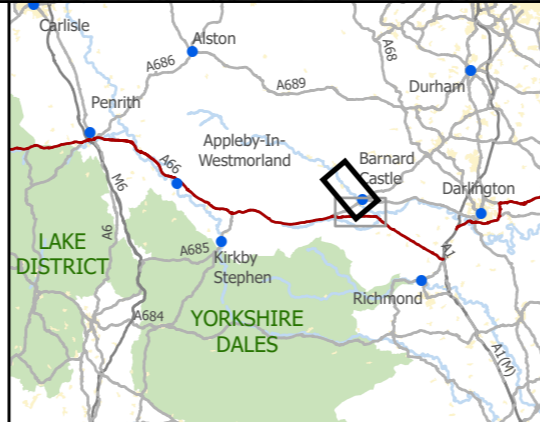 Carlisle
Alston
A686
A68
A689
Durham
Penrith
Appleby-In-
Westmorland
Barnard
Castle
A66
M6
Darlington
A6
LAKE
DISTRICT
A685
Kirkby
Stephen
A1
Richmond
A684
YORKSHIRE
DALES
A1(M)